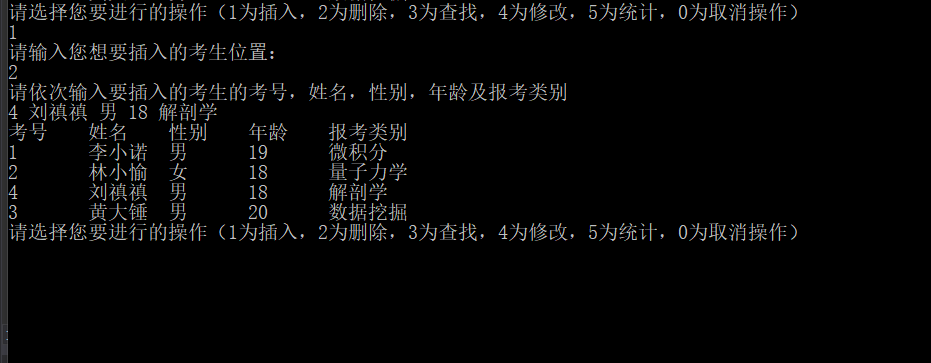 请选择您要进行的操作（1为插入，2为删除，3为查找，4为修改，5为统计，0为取消操作）
1
请输入您想要插入的考生位置：
2
请依次输入要插入的考生的考号，姓名，性别，年龄及报考类别
4 刘禛禛 男 18 解剖学
考号 姓名 性别 年龄 报考类别
1 李小诺 男 19 微积分
2 林小愉 女 18 量子力学
4 刘禛禛 男 18 解剖学
3 黄大锤 男 20 数据挖掘
请选择您要进行的操作（1为插入，2为删除，3为查找，4为修改，5为统计，0为取消操作）